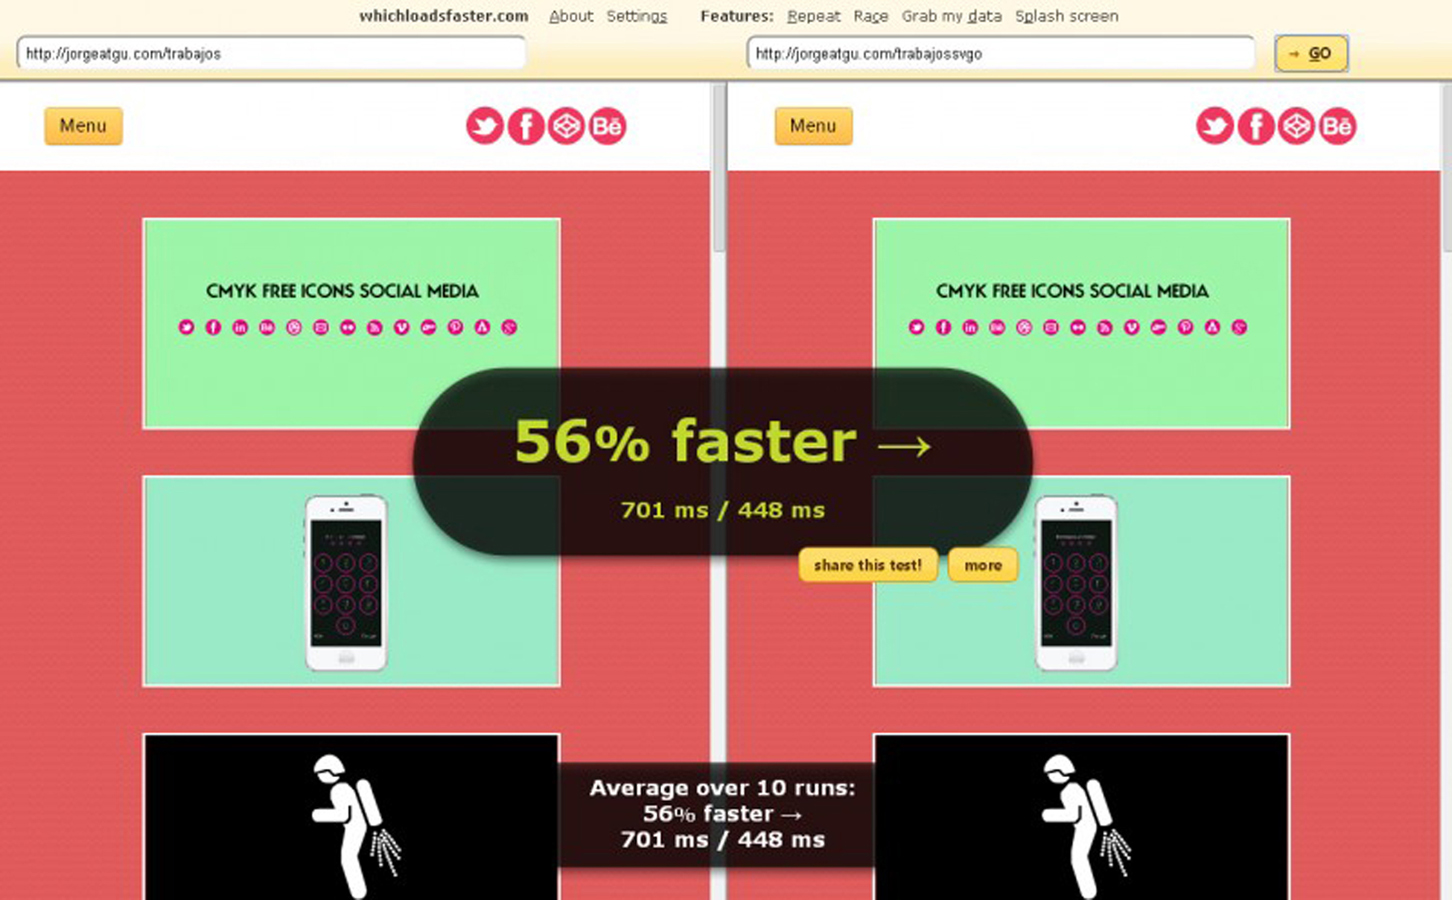 whichloadsfaster.com About Settings Features: Repeat Race Grab my data Splash screen
http://jorgeatgu.com/trabajos
http://jorgeatgu.com/trabajossvgo
→ GO
Menu
Bē
Menu
Bē
CMYK FREE ICONS SOCIAL MEDIA
CMYK FREE ICONS SOCIAL MEDIA
56% faster →
701 ms / 448 ms
share this test!
more
Average over 10 runs:
56% faster →
701 ms / 448 ms